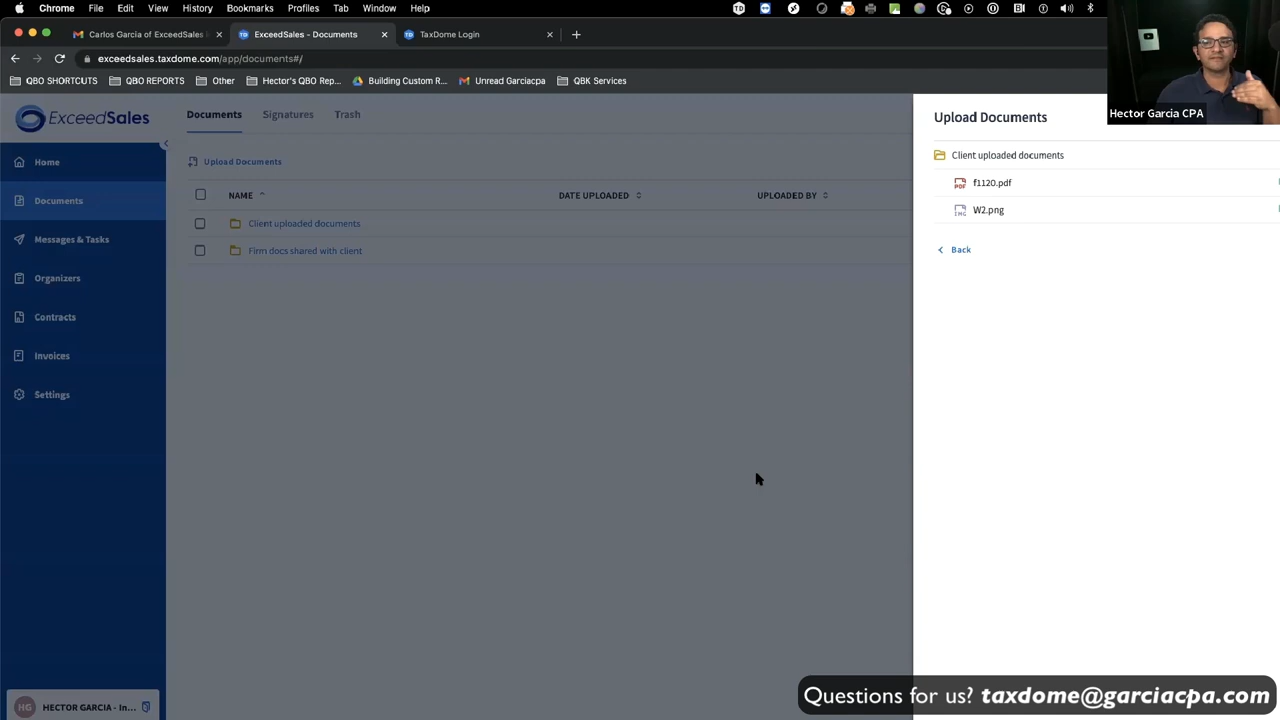 Chrome File Edit View History Bookmarks Profiles Tab Window Help
Carlos Garcia of ExceedSales
ExceedSales - Documents
TaxDome Login
exceedsales.taxdome.com/app/documents#/
QBO SHORTCUTS
QBO REPORTS
Other
Hector's QBO Rep...
Building Custom R...
Unread Garciacpa
QBK Services
Hector Garcia CPA
ExceedSales
Home
Documents
Messages & Tasks
Organizers
Contracts
Invoices
Settings
HG HECTOR GARCIA - In...
Documents Signatures Trash
Upload Documents
NAME DATE UPLOADED UPLOADED BY
Client uploaded documents
Firm docs shared with client
Upload Documents
Client uploaded documents
PDF f1120.pdf
IMG W2.png
Back
Questions for us? taxdome@garciacpa.com